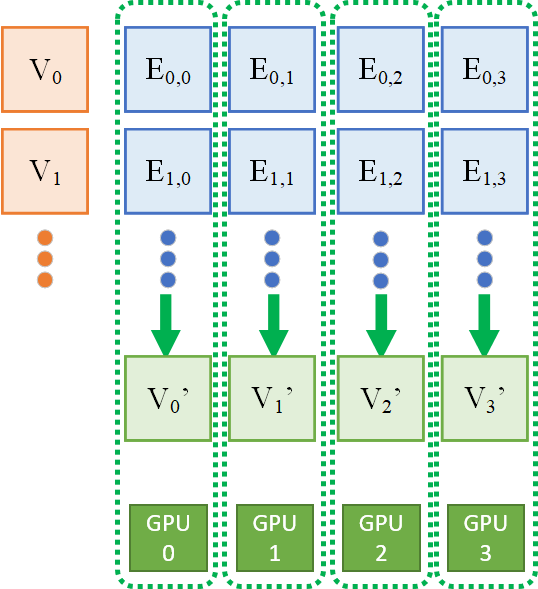 V0 E0,0 E0,1 E0,2 E0,3
V1 E1,0 E1,1 E1,2 E1,3
V0’ V1’ V2’ V3’
GPU 0 GPU 1 GPU 2 GPU 3